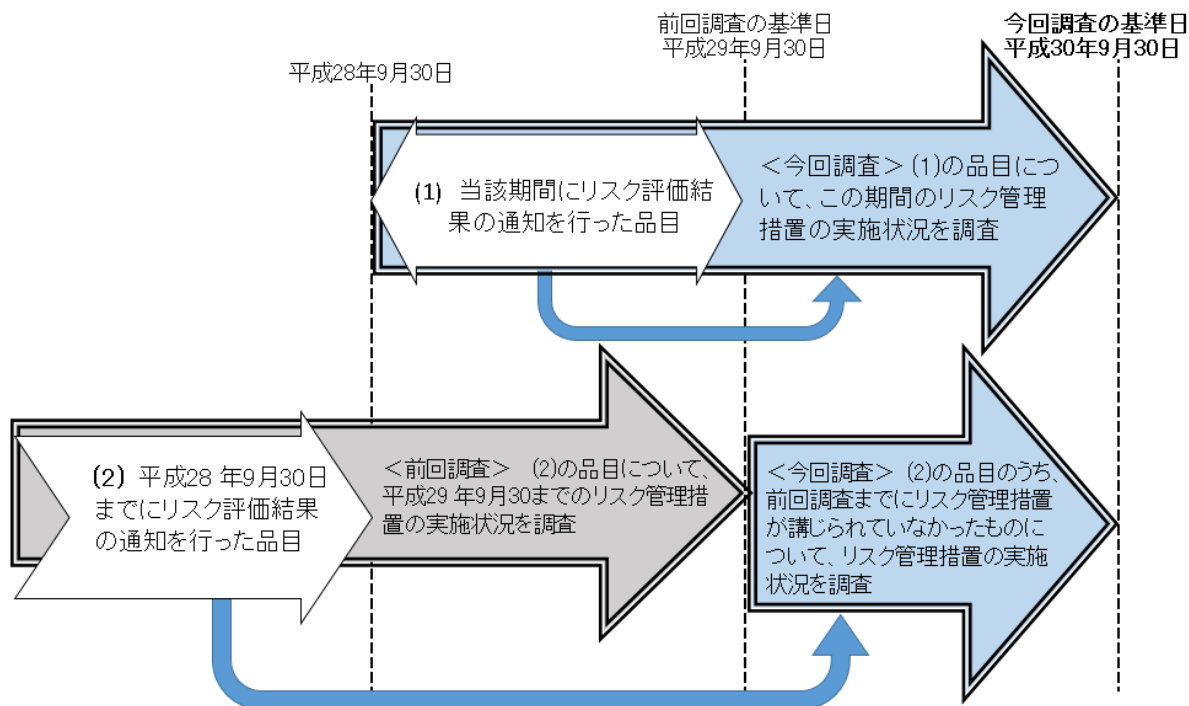 前回調査の基準日
平成29年9月30日
今回調査の基準日
平成30年9月30日
平成28年9月30日
(1) 当該期間にリスク評価結
果の通知を行った品目
＜今回調査＞(1)の品目につ
いて、この期間のリスク管理
措置の実施状況を調査
(2) 平成28 年9月30日
までにリスク評価結果
の通知を行った品目
＜前回調査＞ (2)の品目について、
平成29 年9月30までのリスク管理措
置の実施状況を調査
＜今回調査＞ (2)の品目のうち、
前回調査までにリスク管理措置
が講じられていなかったものに
ついて、リスク管理措置の実施
状況を調査